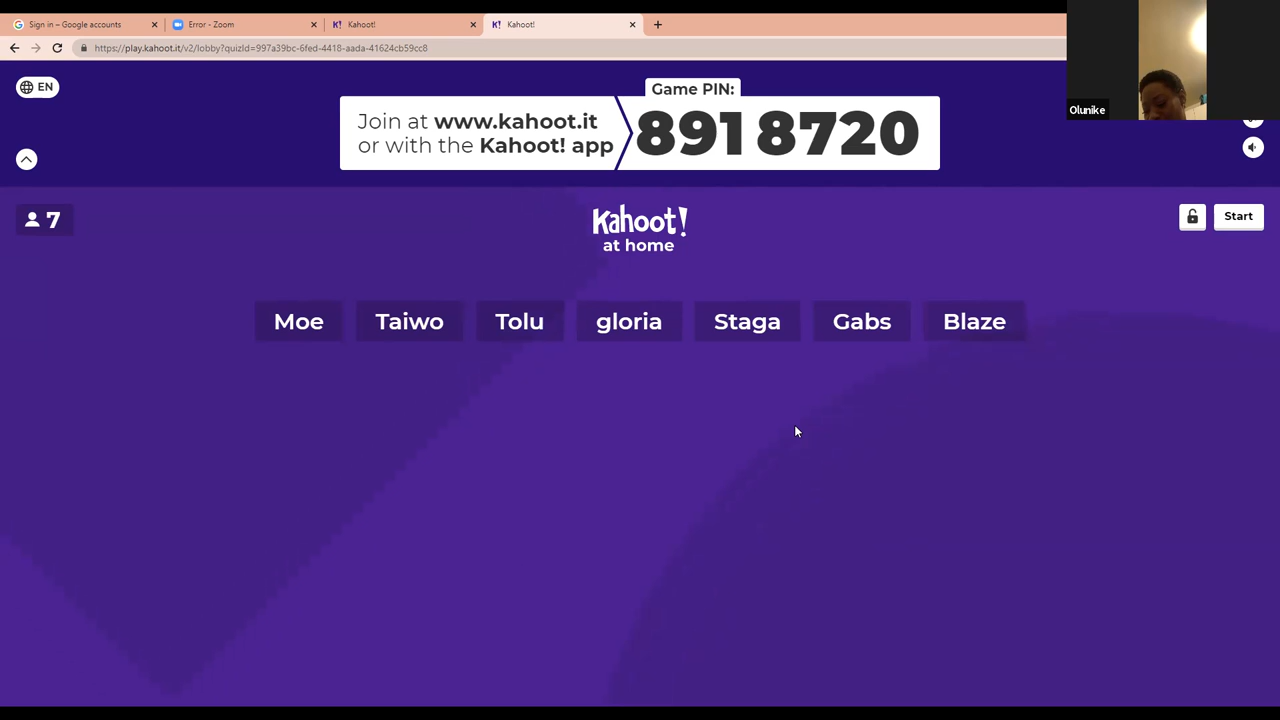 Sign in – Google accounts
Error - Zoom
Kahoot!
Kahoot!
https://play.kahoot.it/v2/lobby?quizId=997a39bc-6fed-4418-aada-41624cb59cc8
Olunike
EN
Game PIN:
Join at www.kahoot.it
or with the Kahoot! app
891 8720
7
Kahoot!
at home
Start
Moe Taiwo Tolu gloria Staga Gabs Blaze